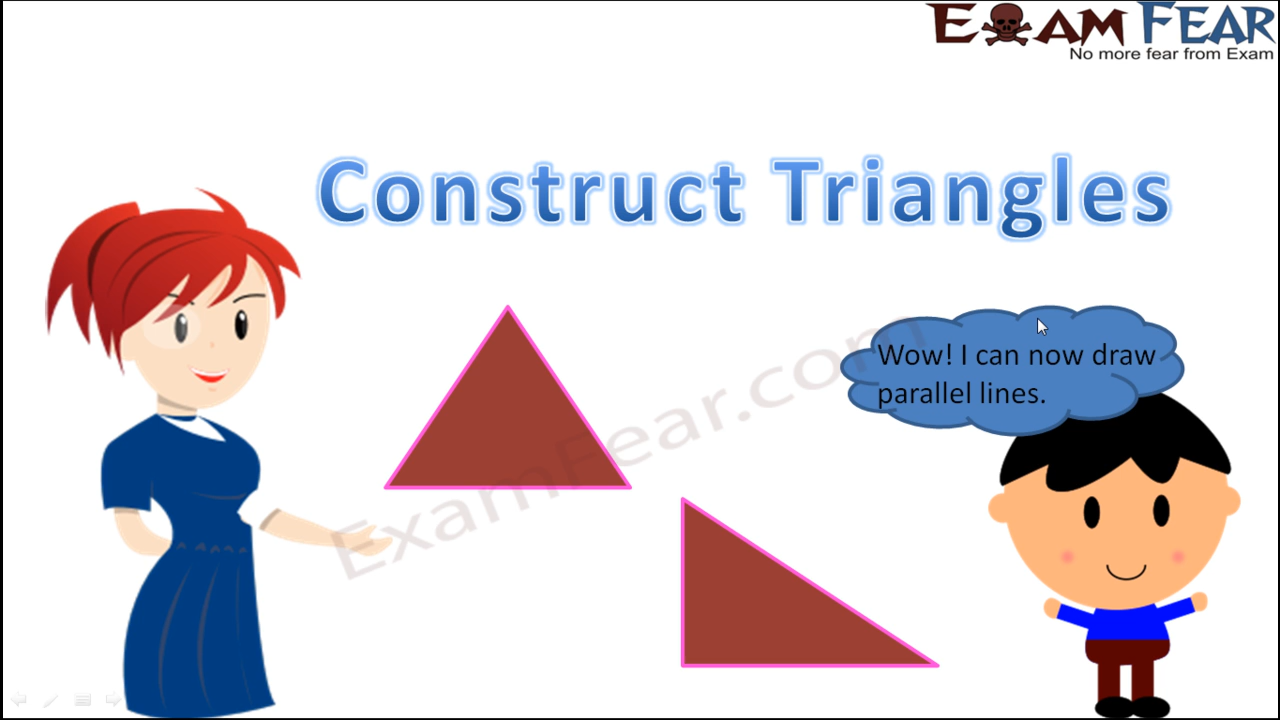 EXAM FEAR
No more fear from Exam
Construct Triangles
Wow! I can now draw
parallel lines.
ExamFear.com